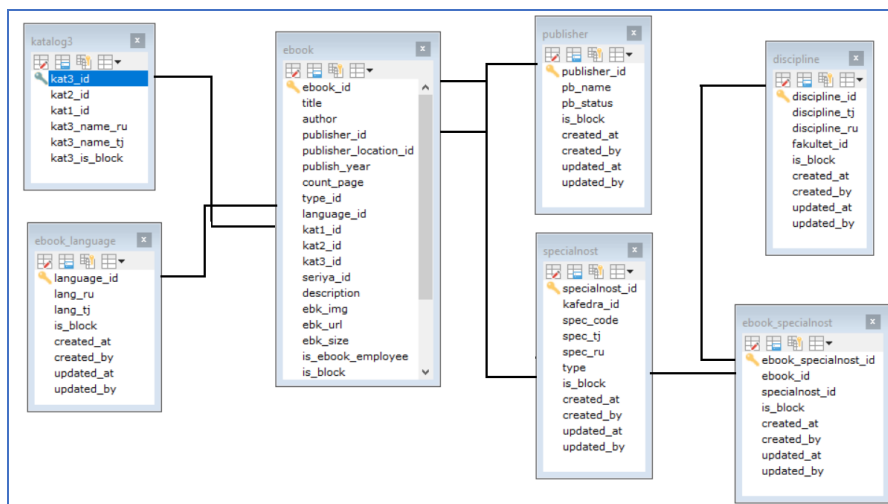 katalog3
kat3_id
kat2_id
kat1_id
kat3_name_ru
kat3_name_tj
kat3_is_block
ebook_language
language_id
lang_ru
lang_tj
is_block
created_at
created_by
updated_at
updated_by
ebook
ebook_id
title
author
publisher_id
publisher_location_id
publish_year
count_page
type_id
language_id
kat1_id
kat2_id
kat3_id
seriya_id
description
ebk_img
ebk_url
ebk_size
is_ebook_employee
is_block
publisher
publisher_id
pb_name
pb_status
is_block
created_at
created_by
updated_at
updated_by
specialnost
specialnost_id
kafedra_id
spec_code
spec_tj
spec_ru
type
is_block
created_at
created_by
updated_at
updated_by
discipline
discipline_id
discipline_tj
discipline_ru
fakultet_id
is_block
created_at
created_by
updated_at
updated_by
ebook_specialnost
ebook_specialnost_id
ebook_id
specialnost_id
is_block
created_at
created_by
updated_at
updated_by